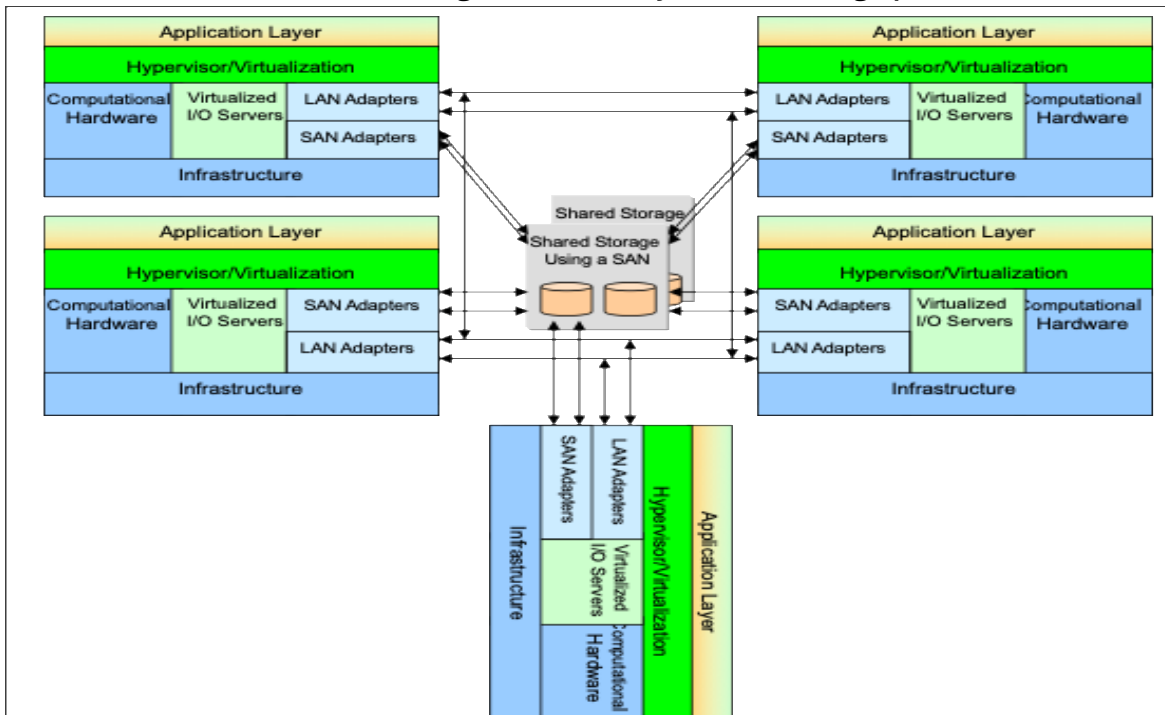 Application Layer
Hypervisor/Virtualization
Computational
Hardware
Virtualized
I/O Servers
LAN Adapters
SAN Adapters
Infrastructure
Application Layer
Hypervisor/Virtualization
LAN Adapters
SAN Adapters
Virtualized
I/O Servers
Computational
Hardware
Infrastructure
Shared Storage
Shared Storage
Using a SAN
Application Layer
Hypervisor/Virtualization
Computational
Hardware
Virtualized
I/O Servers
SAN Adapters
LAN Adapters
Infrastructure
Application Layer
Hypervisor/Virtualization
SAN Adapters
LAN Adapters
Virtualized
I/O Servers
Computational
Hardware
Infrastructure
Infrastructure
SAN Adapters
LAN Adapters
Virtualized
I/O Servers
Computational
Hardware
Hypervisor/Virtualization
Application Layer